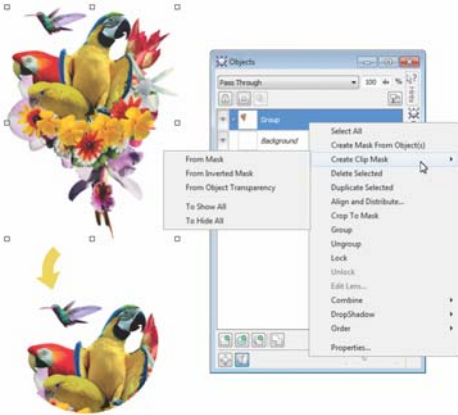 Objects
Pass Through
100
%
Hints
Group
Background
Select All
Create Mask From Object(s)
Create Clip Mask
Delete Selected
Duplicate Selected
Align and Distribute...
Crop To Mask
Group
Ungroup
Lock
Unlock
Edit Lens...
Combine
DropShadow
Order
Properties...
From Mask
From Inverted Mask
From Object Transparency
To Show All
To Hide All